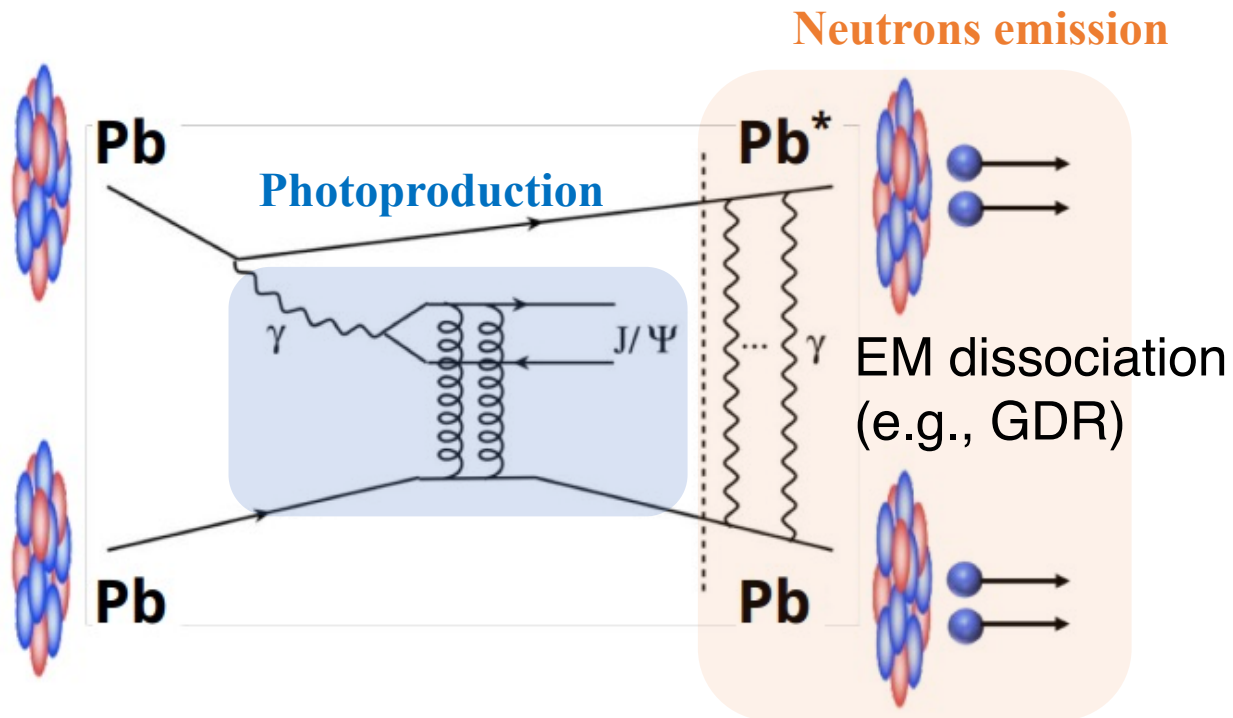 Neutrons emission
Pb
Pb*
Photoproduction
γ
J/Ψ
...
γ
EM dissociation
(e.g., GDR)
Pb
Pb